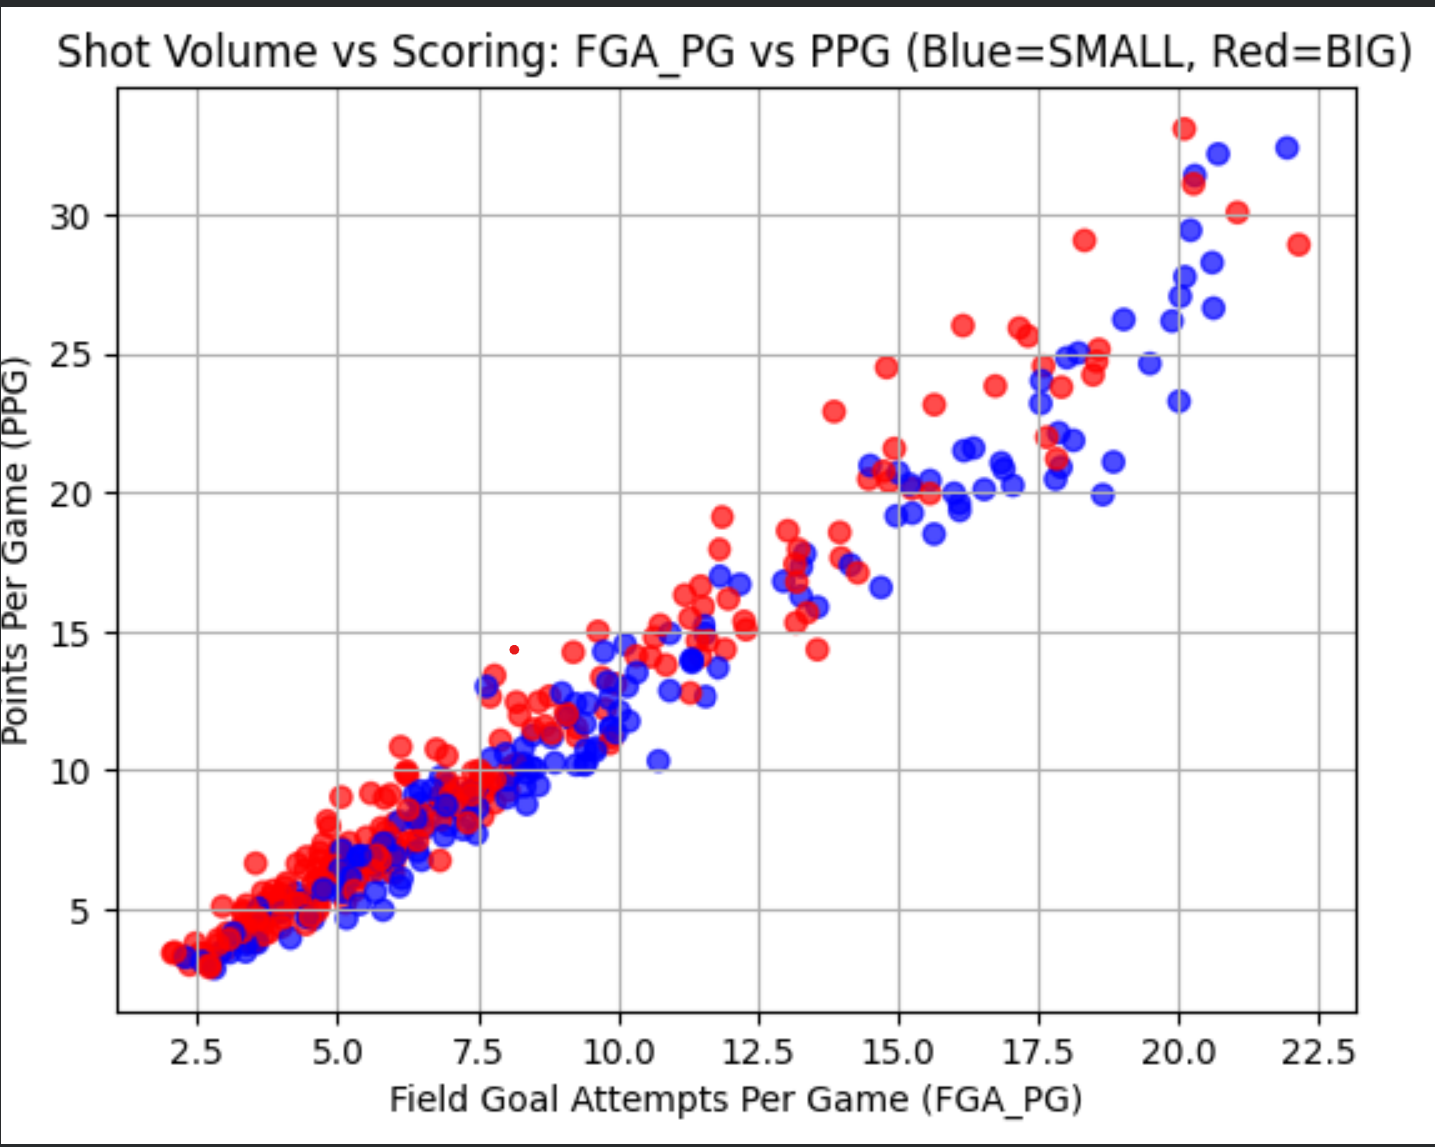 Shot Volume vs Scoring: FGA_PG vs PPG (Blue=SMALL, Red=BIG)
Points Per Game (PPG)
30
25
20
15
10
5
2.5 5.0 7.5 10.0 12.5 15.0 17.5 20.0 22.5
Field Goal Attempts Per Game (FGA_PG)